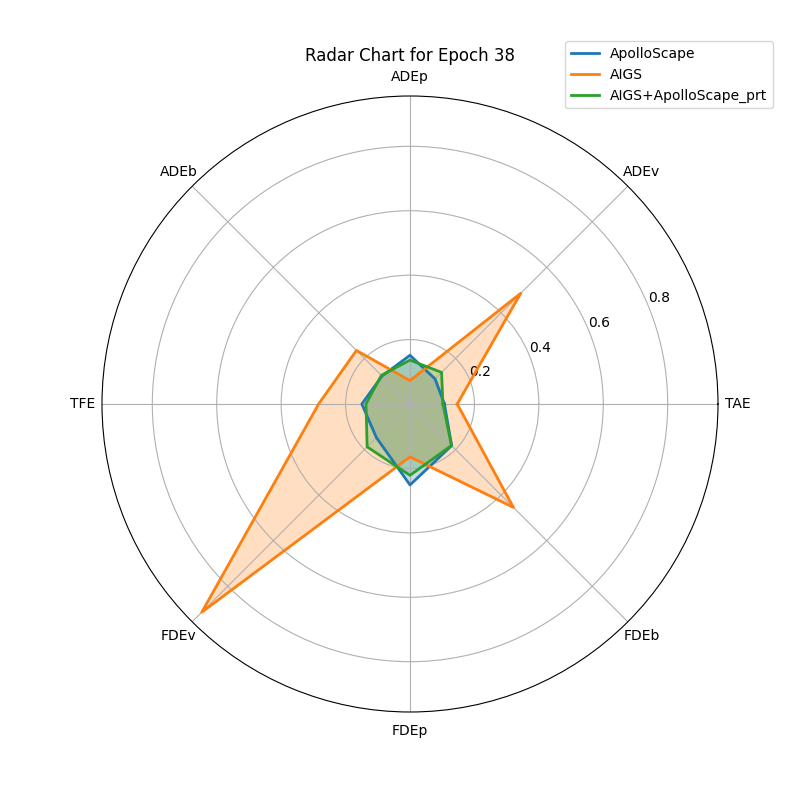 Radar Chart for Epoch 38
ApolloScape
AIGS
AIGS+ApolloScape_prt
ADEp
ADEb
ADEv
0.8
0.6
0.4
0.2
TFE
TAE
FDEv
FDEb
FDEp